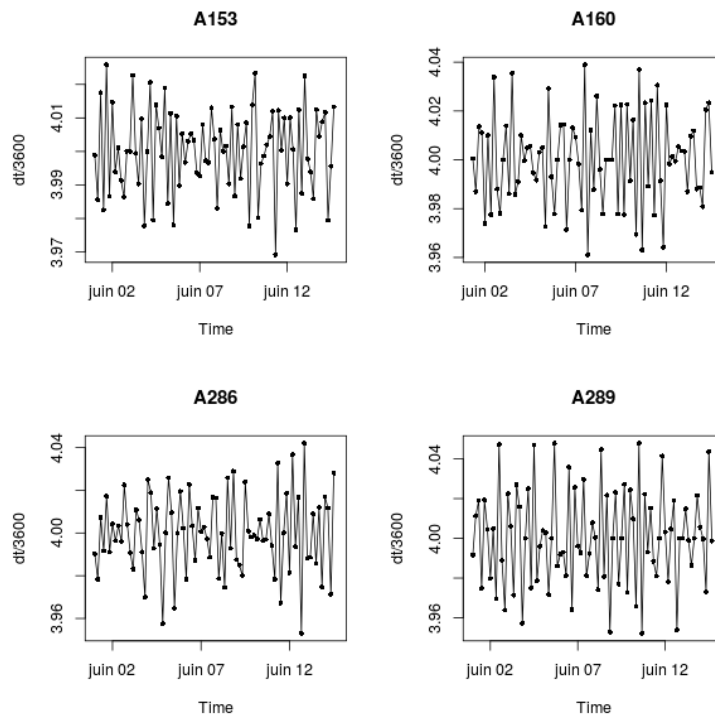 A153
dt/3600
4.01
3.99
3.97
juin 02
juin 07
juin 12
Time
A160
dt/3600
4.04
4.02
4.00
3.98
3.96
juin 02
juin 07
juin 12
Time
A286
dt/3600
4.04
4.00
3.96
juin 02
juin 07
juin 12
Time
A289
dt/3600
4.04
4.00
3.96
juin 02
juin 07
juin 12
Time